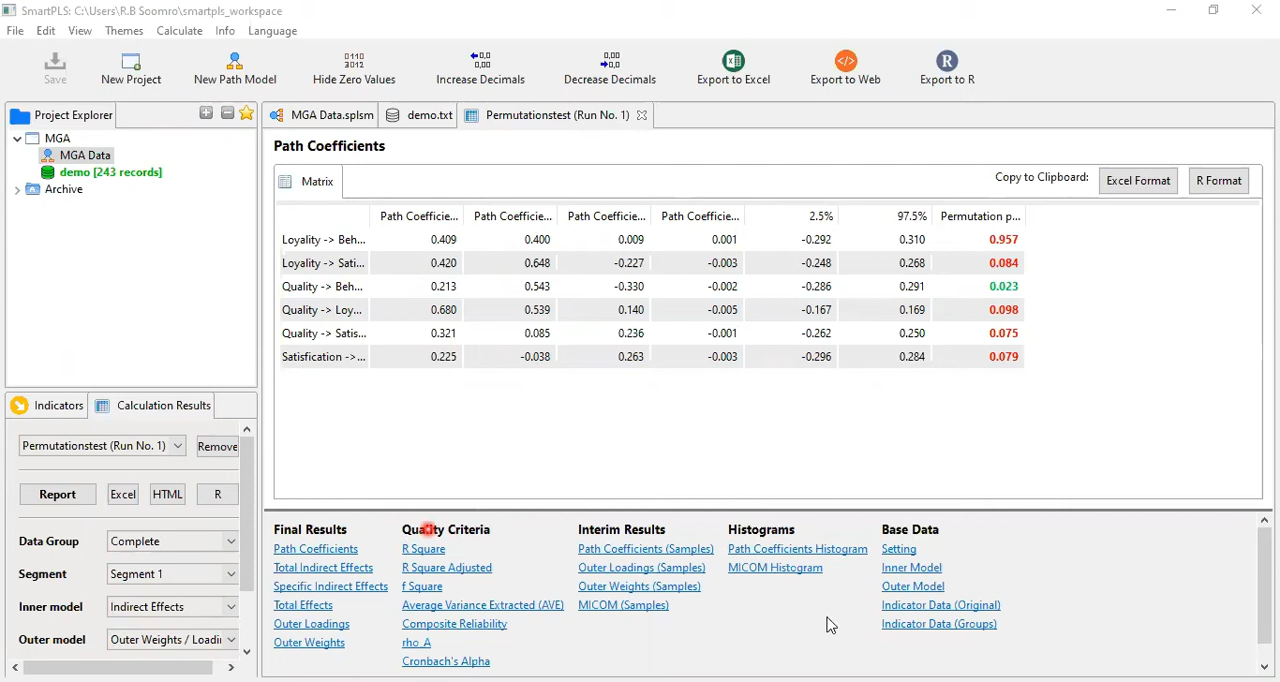 SmartPLS: C:\Users\R.B Soomro\smartpls_workspace
File Edit View Themes Calculate Info Language
Save New Project New Path Model Hide Zero Values Increase Decimals Decrease Decimals Export to Excel Export to Web Export to R
Project Explorer
MGA
MGA Data
demo [243 records]
Archive
MGA Data.splsm demo.txt Permutationstest (Run No. 1)
Path Coefficients
Matrix Copy to Clipboard: Excel Format R Format
Path Coefficie... Path Coefficie... Path Coefficie... Path Coefficie... 2.5% 97.5% Permutation p...
Loyality -> Beh... 0.409 0.400 0.009 0.001 -0.292 0.310 0.957
Loyality -> Sati... 0.420 0.648 -0.227 -0.003 -0.248 0.268 0.084
Quality -> Beh... 0.213 0.543 -0.330 -0.002 -0.286 0.291 0.023
Quality -> Loy... 0.680 0.539 0.140 -0.005 -0.167 0.169 0.098
Quality -> Satis... 0.321 0.085 0.236 -0.001 -0.262 0.250 0.075
Satisfication ->... 0.225 -0.038 0.263 -0.003 -0.296 0.284 0.079
Indicators Calculation Results
Permutationstest (Run No. 1) Remove
Report Excel HTML R
Data Group Complete
Segment Segment 1
Inner model Indirect Effects
Outer model Outer Weights / Loadi
Final Results
Path Coefficients
Total Indirect Effects
Specific Indirect Effects
Total Effects
Outer Loadings
Outer Weights
Quality Criteria
R Square
R Square Adjusted
f Square
Average Variance Extracted (AVE)
Composite Reliability
rho_A
Cronbach's Alpha
Interim Results
Path Coefficients (Samples)
Outer Loadings (Samples)
Outer Weights (Samples)
MICOM (Samples)
Histograms
Path Coefficients Histogram
MICOM Histogram
Base Data
Setting
Inner Model
Outer Model
Indicator Data (Original)
Indicator Data (Groups)